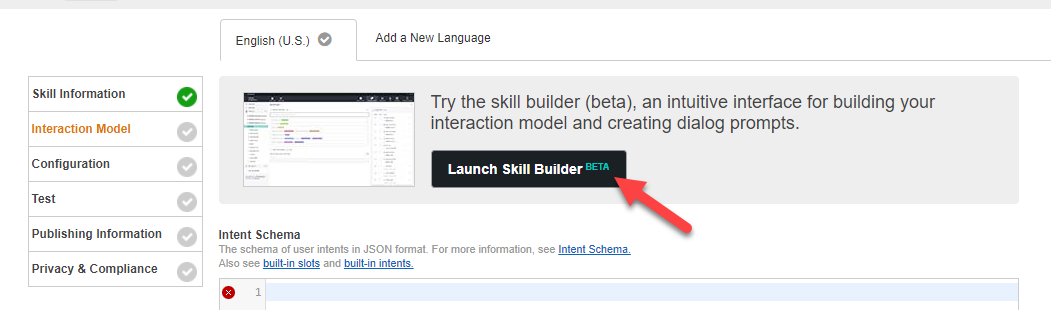 English (U.S.)
Add a New Language
Skill Information
Interaction Model
Configuration
Test
Publishing Information
Privacy & Compliance
Try the skill builder (beta), an intuitive interface for building your
interaction model and creating dialog prompts.
Launch Skill Builder BETA
Intent Schema
The schema of user intents in JSON format. For more information, see Intent Schema.
Also see built-in slots and built-in intents.
1